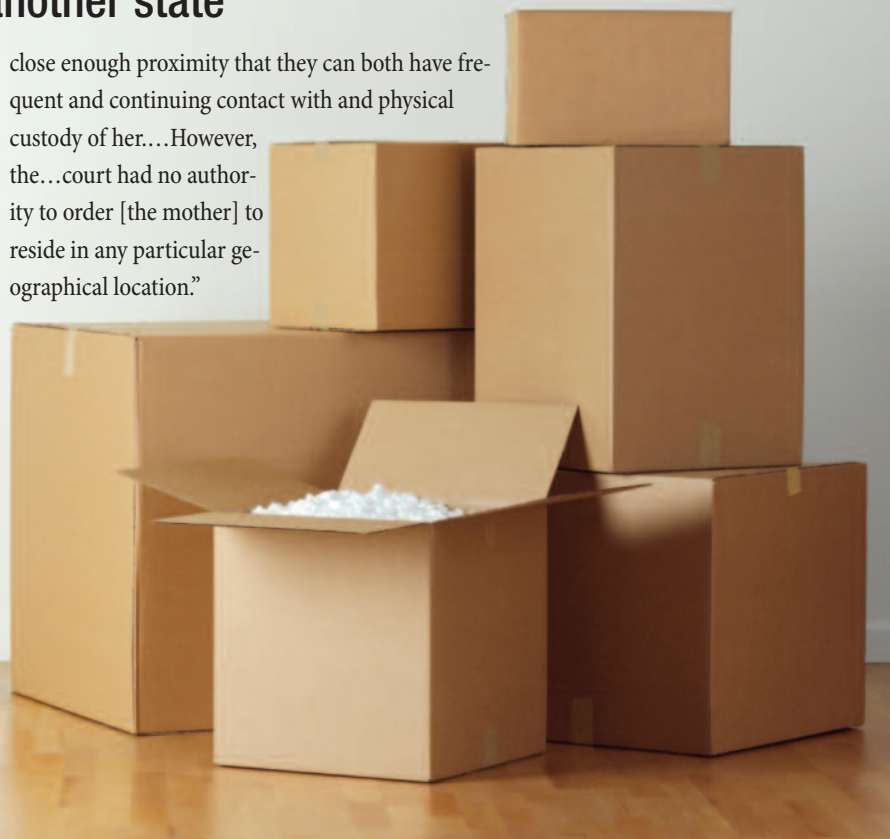 another state
close enough proximity that they can both have fre-
quent and continuing contact with and physical
custody of her.…However,
the…court had no author-
ity to order [the mother] to
reside in any particular ge-
ographical location.”